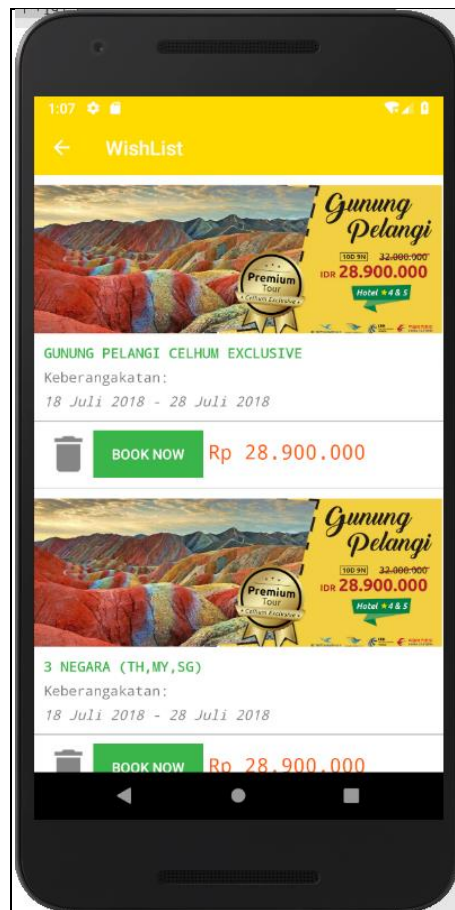 1:07
WishList
Gunung
Pelangi
10D 9N 32.000.000
IDR 28.900.000
Hotel ★4 & 5
Premium
Tour
Celhum Exclusive
GUNUNG PELANGI CELHUM EXCLUSIVE
Keberangakatan:
18 Juli 2018 - 28 Juli 2018
BOOK NOW Rp 28.900.000
Gunung
Pelangi
10D 9N 32.000.000
IDR 28.900.000
Hotel ★4 & 5
Premium
Tour
Celhum Exclusive
3 NEGARA (TH,MY,SG)
Keberangakatan:
18 Juli 2018 - 28 Juli 2018
BOOK NOW Rp 28.900.000